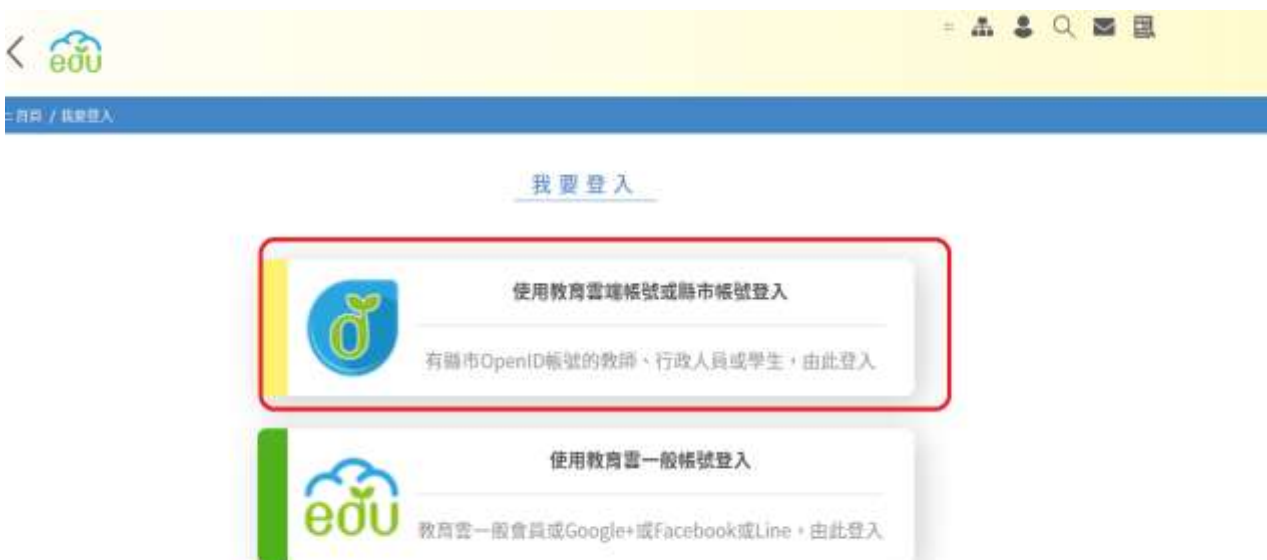 edu
首頁 / 我要登入
我要登入
使用教育雲端帳號或縣市帳號登入
有縣市OpenID帳號的教師、行政人員或學生，由此登入
使用教育雲一般帳號登入
edu
教育雲一般會員或Google+或Facebook或Line，由此登入